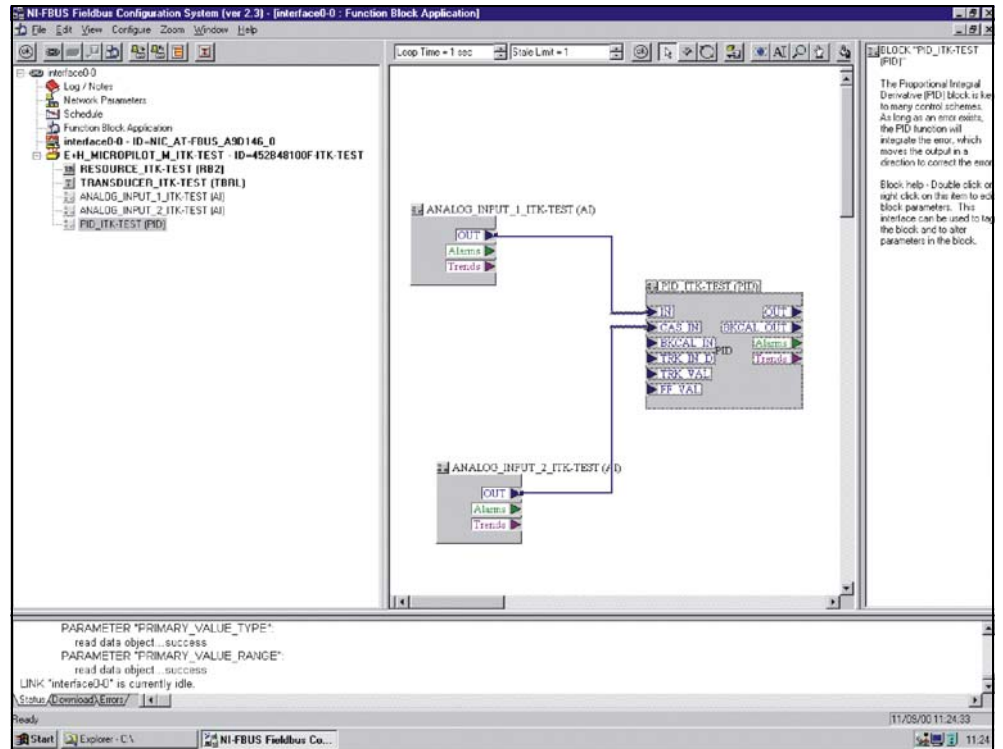 NI-FBUS Fieldbus Configuration System (ver 2.3) - [interface0-0 : Function Block Application]
File Edit View Configure Zoom Window Help
Loop Time = 1 sec
Stale Limit = 1
interface0-0
Log / Notes
Network Parameters
Schedule
Function Block Application
interface0-0 - ID=NIC_AT-FBUS_A9D146_0
E+H_MICROPILOT_M_ITK-TEST - ID=452B48100F-ITK-TEST
RESOURCE_ITK-TEST (RB2)
TRANSDUCER_ITK-TEST (TBRL)
ANALOG_INPUT_1_ITK-TEST (AI)
ANALOG_INPUT_2_ITK-TEST (AI)
PID_ITK-TEST (PID)
ANALOG_INPUT_1_ITK-TEST (AI)
OUT
Alarms
Trends
PID_ITK-TEST (PID)
IN
CAS_IN
BKCAL_IN
TRK_IN_D
TRK_VAL
FF_VAL
PID
OUT
BKCAL_OUT
Alarms
Trends
ANALOG_INPUT_2_ITK-TEST (AI)
OUT
Alarms
Trends
BLOCK "PID_ITK-TEST
(PID)"
The Proportional Integral
Derivative (PID) block is key
to many control schemes.
As long as an error exists,
the PID function will
integrate the error, which
moves the output in a
direction to correct the error
Block help - Double click or
right click on this item to edi
block parameters. This
interface can be used to tag
the block and to alter
parameters in the block.
PARAMETER "PRIMARY_VALUE_TYPE":
read data object...success
PARAMETER "PRIMARY_VALUE_RANGE":
read data object...success
LINK "interface0-0" is currently idle.
Status Download Errors
Ready
11/09/00 11:24:33
Start
Explorer - C:\
NI-FBUS Fieldbus Co...
11:24